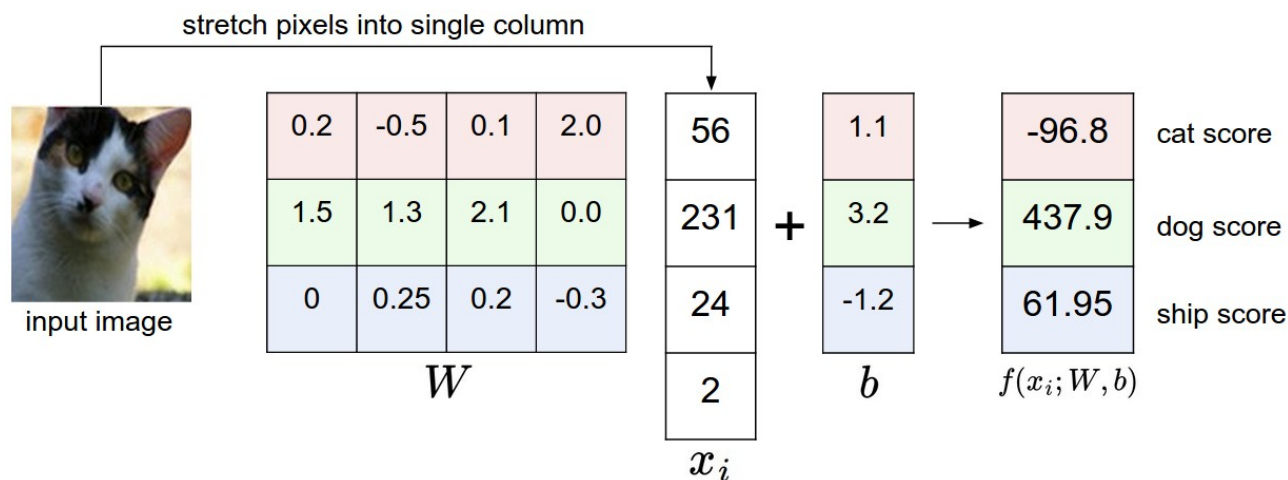 stretch pixels into single column
input image
0.2 -0.5 0.1 2.0
1.5 1.3 2.1 0.0
0 0.25 0.2 -0.3
W
56
231
24
2
x_i
+
1.1
3.2
-1.2
b
-96.8 cat score
437.9 dog score
61.95 ship score
f(x_i; W, b)